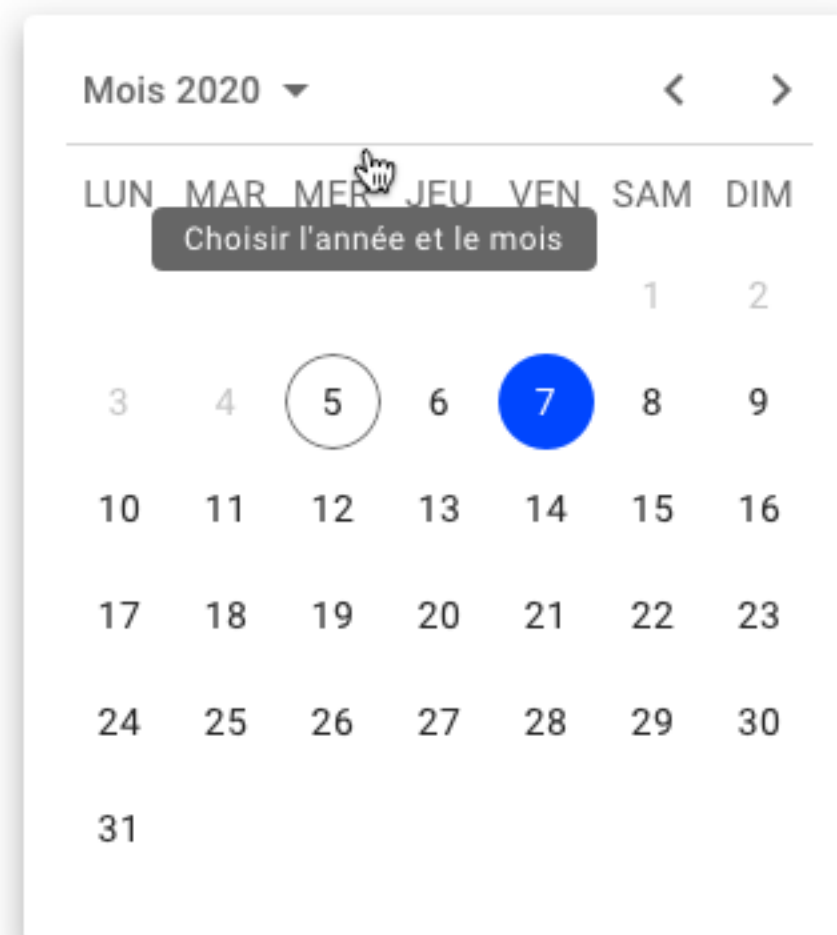 Mois 2020
LUN MAR MER JEU VEN SAM DIM
Choisir l'année et le mois
1 2
3 4 5 6 7 8 9
10 11 12 13 14 15 16
17 18 19 20 21 22 23
24 25 26 27 28 29 30
31